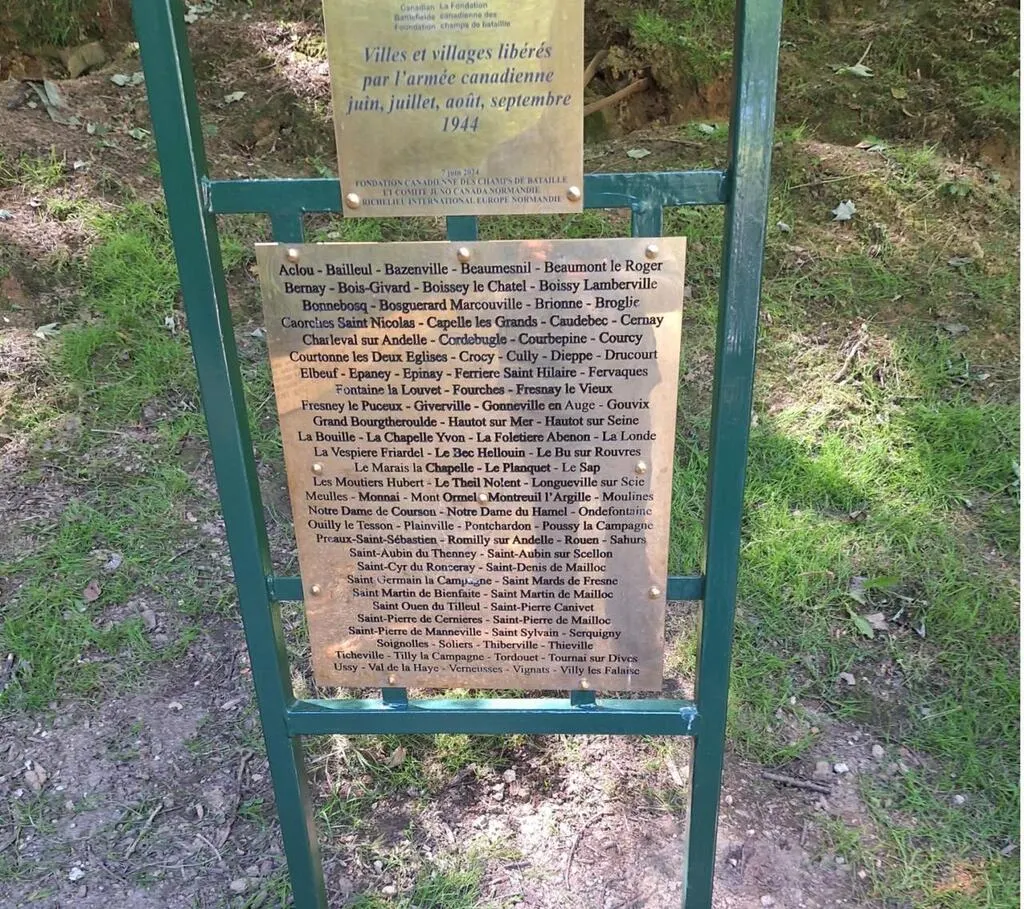 Canadian La Fondation
Battlefields canadienne des
Foundation champs de bataille
Villes et villages libérés
par l'armée canadienne
juin, juillet, août, septembre
1944
7 juin 2024
FONDATION CANADIENNE DES CHAMPS DE BATAILLE
ET COMITE JUNO CANADA NORMANDIE
RICHELIEU INTERNATIONAL EUROPE NORMANDIE
Aclou - Bailleul - Bazenville - Beaumesnil - Beaumont le Roger
Bernay - Bois-Givard - Boissey le Chatel - Boissy Lamberville
Bonnebosq - Bosguerard Marcouville - Brionne - Broglie
Caorches Saint Nicolas - Capelle les Grands - Caudebec - Cernay
Charleval sur Andelle - Cordebugle - Courbepine - Courcy
Courtonne les Deux Eglises - Crocy - Cully - Dieppe - Drucourt
Elbeuf - Epaney - Epinay - Ferriere Saint Hilaire - Fervaques
Fontaine la Louvet - Fourches - Fresnay le Vieux
Fresney le Puceux - Giverville - Gonneville en Auge - Gouvix
Grand Bourgtheroulde - Hautot sur Mer - Hautot sur Seine
La Bouille - La Chapelle Yvon - La Foletiere Abenon - La Londe
La Vespiere Friardel - Le Bec Hellouin - Le Bu sur Rouvres
Le Marais la Chapelle - Le Planquet - Le Sap
Les Moutiers Hubert - Le Theil Nolent - Longueville sur Scie
Meulles - Monnai - Mont Ormel - Montreuil l'Argille - Moulines
Notre Dame de Courson - Notre Dame du Hamel - Ondefontaine
Ouilly le Tesson - Plainville - Pontchardon - Poussy la Campagne
Preaux-Saint-Sébastien - Romilly sur Andelle - Rouen - Sahurs
Saint-Aubin du Thenney - Saint-Aubin sur Scellon
Saint-Cyr du Ronceray - Saint-Denis de Mailloc
Saint Germain la Campagne - Saint Mards de Fresne
Saint Martin de Bienfaite - Saint Martin de Mailloc
Saint Ouen du Tilleul - Saint-Pierre Canivet
Saint-Pierre de Cernieres - Saint-Pierre de Mailloc
Saint-Pierre de Manneville - Saint Sylvain - Serquigny
Soignolles - Soliers - Thiberville - Thieville
Ticheville - Tilly la Campagne - Tordouet - Tournai sur Dives
Ussy - Val de la Haye - Verneusses - Vignats - Villy les Falaise